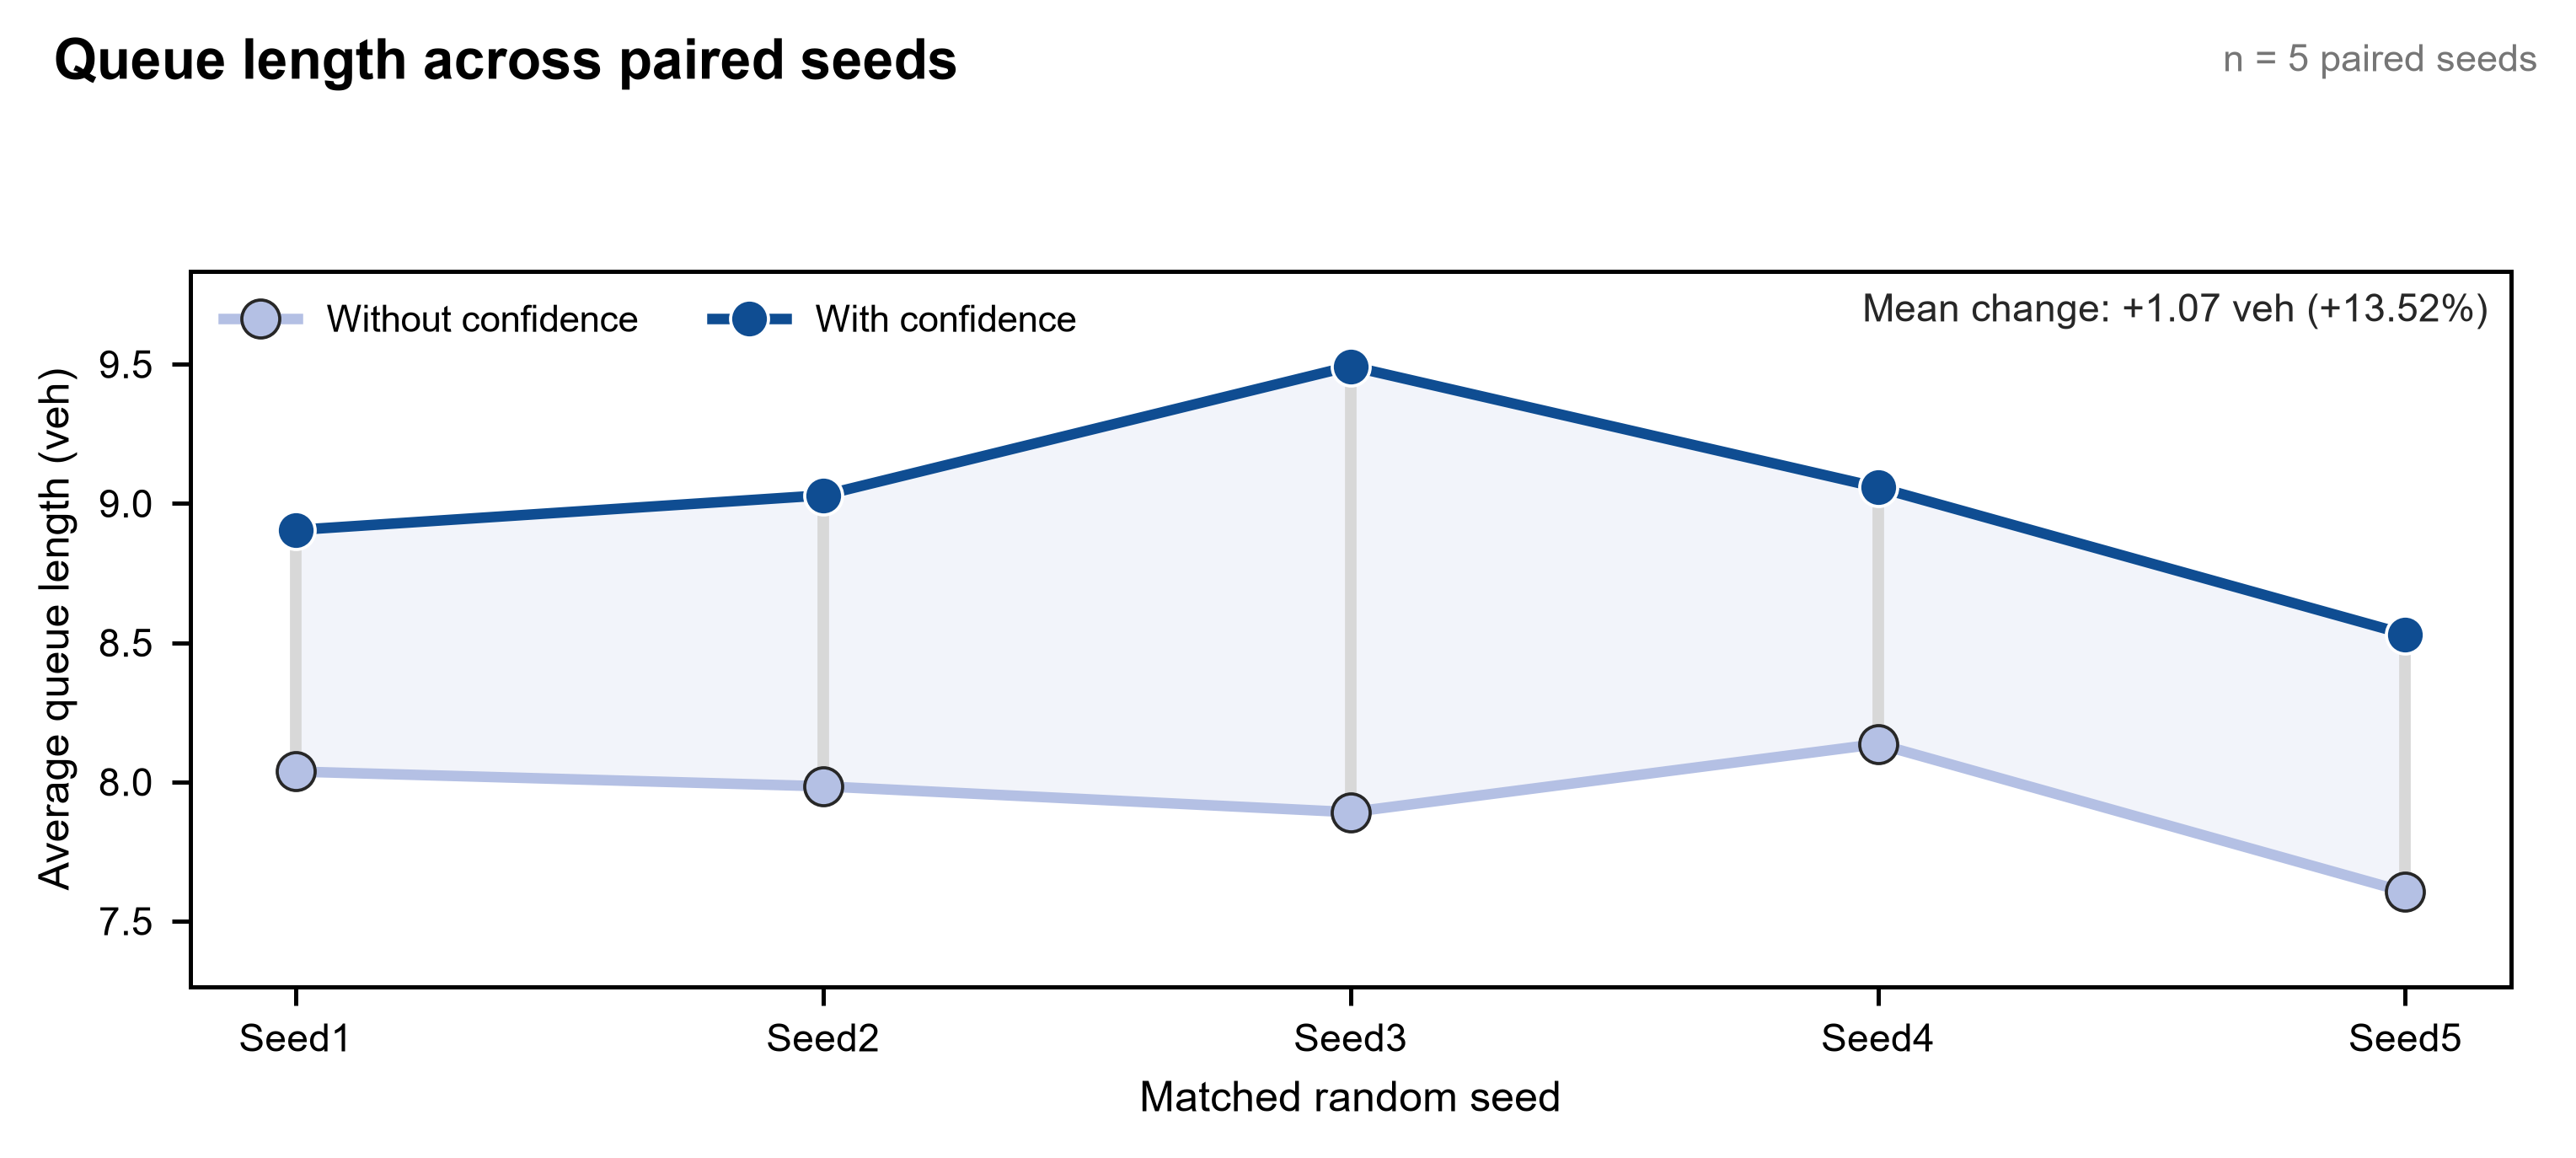 Queue length across paired seeds
n = 5 paired seeds
Without confidence
With confidence
Mean change: +1.07 veh (+13.52%)
Average queue length (veh)
9.5
9.0
8.5
8.0
7.5
Seed1
Seed2
Seed3
Seed4
Seed5
Matched random seed